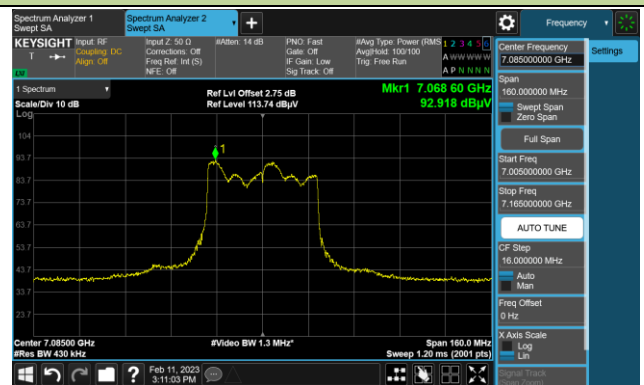 Spectrum Analyzer 1
Swept SA
Spectrum Analyzer 2
Swept SA
Frequency
KEYSIGHT
Input: RF
Coupling: DC
Align: Off
Input Z: 50 Ω
Corrections: Off
Freq Ref: Int (S)
NFE: Off
#Atten: 14 dB
PNO: Fast
Gate: Off
IF Gain: Low
Sig Track: Off
#Avg Type: Power (RMS
Avg|Hold: 100/100
Trig: Free Run
1 2 3 4 5 6
A W W W W W
A P N N N N
LXI
1 Spectrum
Scale/Div 10 dB
Log
Ref Lvl Offset 2.75 dB
Ref Level 113.74 dBµV
Mkr1 7.068 60 GHz
92.918 dBµV
104
93.7
83.7
73.7
63.7
53.7
43.7
33.7
23.7
1
Center 7.08500 GHz
#Res BW 430 kHz
#Video BW 1.3 MHz*
Span 160.0 MHz
Sweep 1.20 ms (2001 pts)
Center Frequency
7.085000000 GHz
Settings
Span
160.000000 MHz
Swept Span
Zero Span
Full Span
Start Freq
7.005000000 GHz
Stop Freq
7.165000000 GHz
AUTO TUNE
CF Step
16.000000 MHz
Auto
Man
Freq Offset
0 Hz
X Axis Scale
Log
Lin
Signal Track
(Span Zoom)
Feb 11, 2023
3:11:03 PM